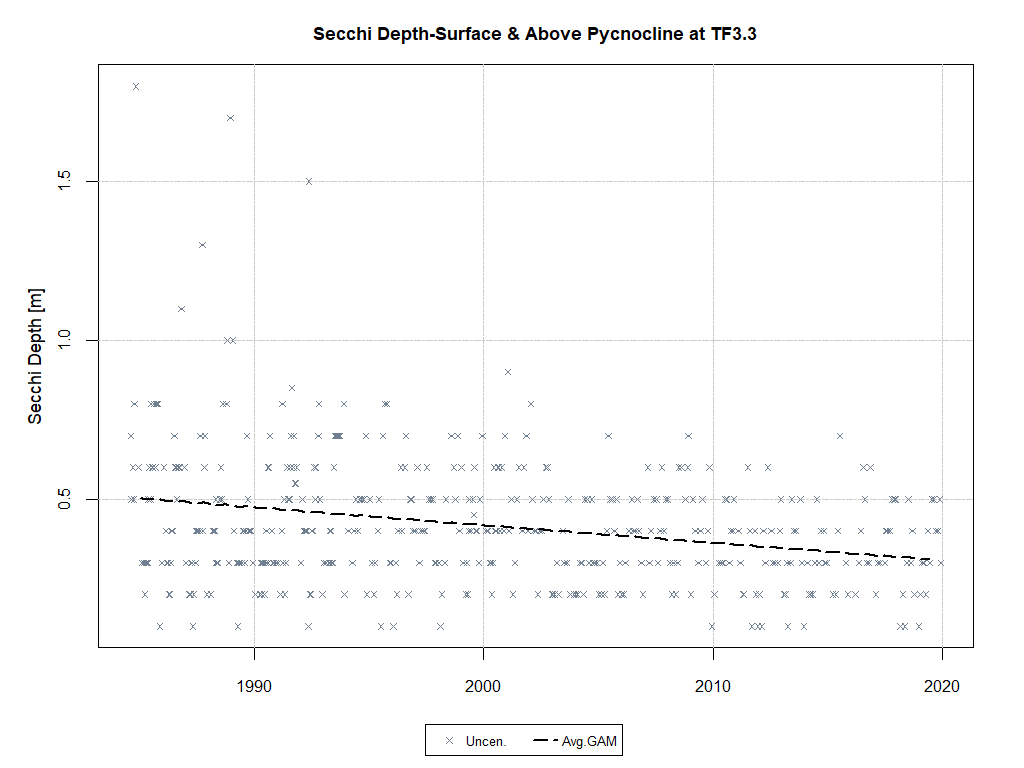 Secchi Depth-Surface & Above Pycnocline at TF3.3
Secchi Depth [m]
1.5
1.0
0.5
1990 2000 2010 2020
Uncen. Avg.GAM